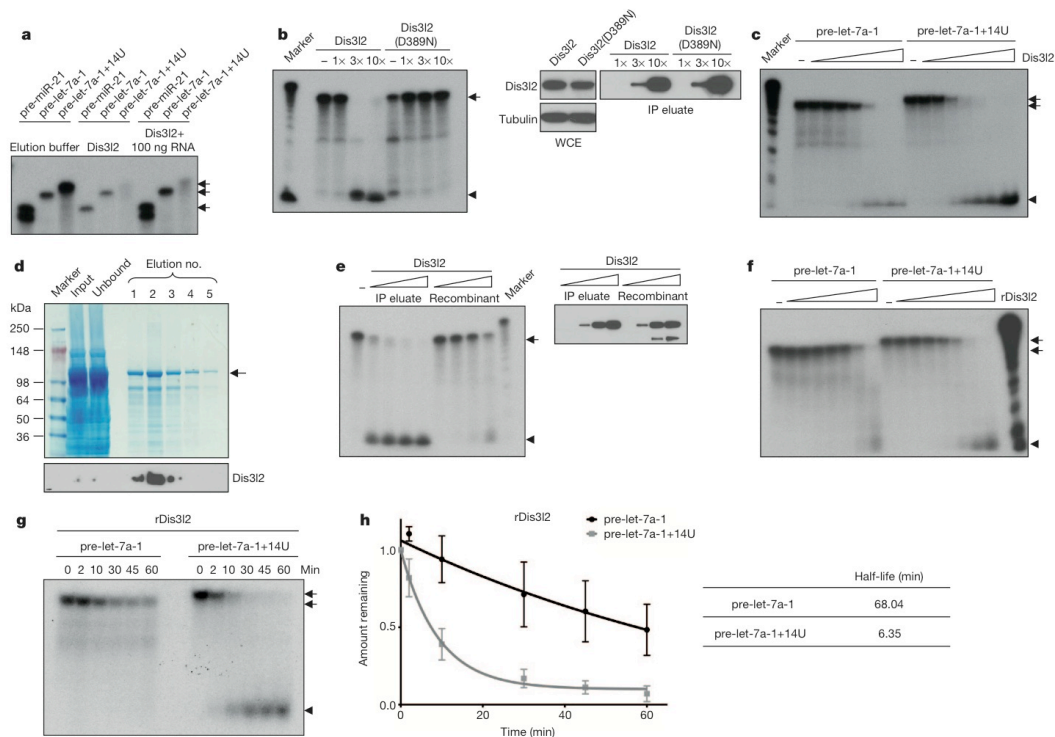 a
pre-miR-21
pre-let-7a-1
pre-let-7a-1+14U
pre-miR-21
pre-let-7a-1
pre-let-7a-1+14U
pre-miR-21
pre-let-7a-1
pre-let-7a-1+14U
Elution buffer Dis3l2 Dis3l2+ 
100 ng RNA
b
Marker
Dis3l2 Dis3l2
(D389N)
– 1× 3× 10× – 1× 3× 10×
Dis3l2
Dis3l2(D389N)
Dis3l2 Dis3l2
(D389N)
1× 3× 10× 1× 3× 10×
Dis3l2
Tubulin
WCE
IP eluate
c
Marker
pre-let-7a-1 pre-let-7a-1+14U
– – Dis3l2
d
Marker
Input
Unbound
Elution no.
1 2 3 4 5
kDa
250
148
98
64
50
36
Dis3l2
e
Dis3l2
– IP eluate Recombinant
Marker
Dis3l2
– IP eluate Recombinant
f
pre-let-7a-1 pre-let-7a-1+14U
– – rDis3l2
g
rDis3l2
pre-let-7a-1 pre-let-7a-1+14U
0 2 10 30 45 60 0 2 10 30 45 60 Min
h
rDis3l2
pre-let-7a-1
pre-let-7a-1+14U
Amount remaining
1.0
0.5
0.0
0 20 40 60
Time (min)
Half-life (min)
pre-let-7a-1 68.04
pre-let-7a-1+14U 6.35